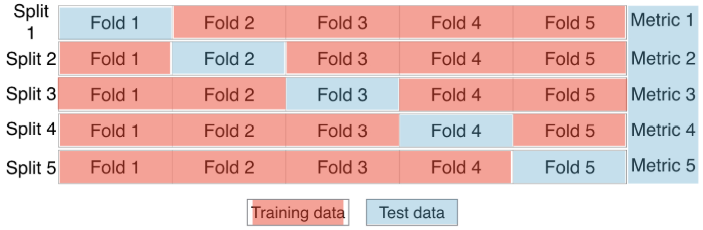 Split
1 Fold 1 Fold 2 Fold 3 Fold 4 Fold 5 Metric 1
Split 2 Fold 1 Fold 2 Fold 3 Fold 4 Fold 5 Metric 2
Split 3 Fold 1 Fold 2 Fold 3 Fold 4 Fold 5 Metric 3
Split 4 Fold 1 Fold 2 Fold 3 Fold 4 Fold 5 Metric 4
Split 5 Fold 1 Fold 2 Fold 3 Fold 4 Fold 5 Metric 5
Training data Test data